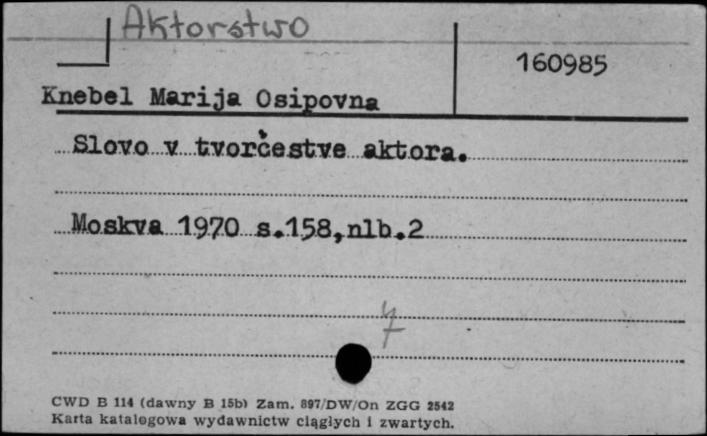 Aktorstwo
160985
Knebel Marija Osipovna
Slovo v tvorčestve aktora.
Moskva 1970 s.158,nlb.2
7
CWD B 114 (dawny B 15b) Zam. 897/DW/On ZGG 2542
Karta katalogowa wydawnictw ciągłych i zwartych.